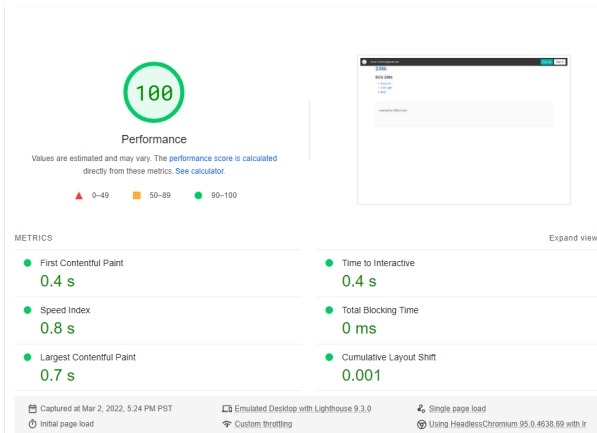 100
Performance
Values are estimated and may vary. The performance score is calculated
directly from these metrics. See calculator.
0–49
50–89
90–100
METRICS
Expand view
First Contentful Paint
0.4 s
Time to Interactive
0.4 s
Speed Index
0.8 s
Total Blocking Time
0 ms
Largest Contentful Paint
0.7 s
Cumulative Layout Shift
0.001
Captured at Mar 2, 2022, 5:24 PM PST
Emulated Desktop with Lighthouse 9.3.0
Single page load
Initial page load
Custom throttling
Using HeadlessChromium 95.0.4638.69 with lr